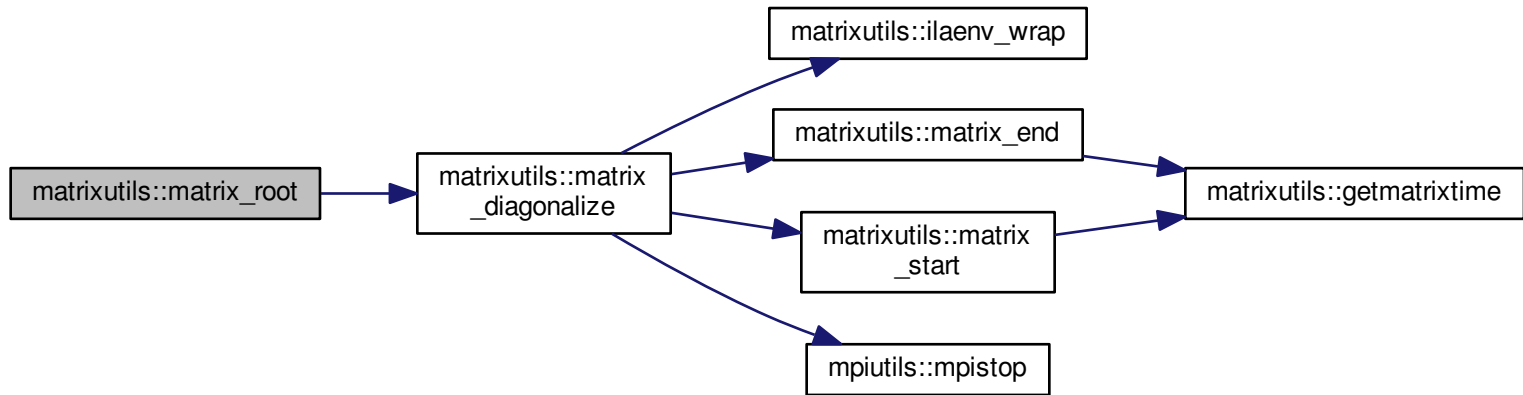 matrixutils::matrix_root
matrixutils::matrix
_diagonalize
matrixutils::ilaenv_wrap
matrixutils::matrix_end
matrixutils::matrix
_start
mpiutils::mpistop
matrixutils::getmatrixtime